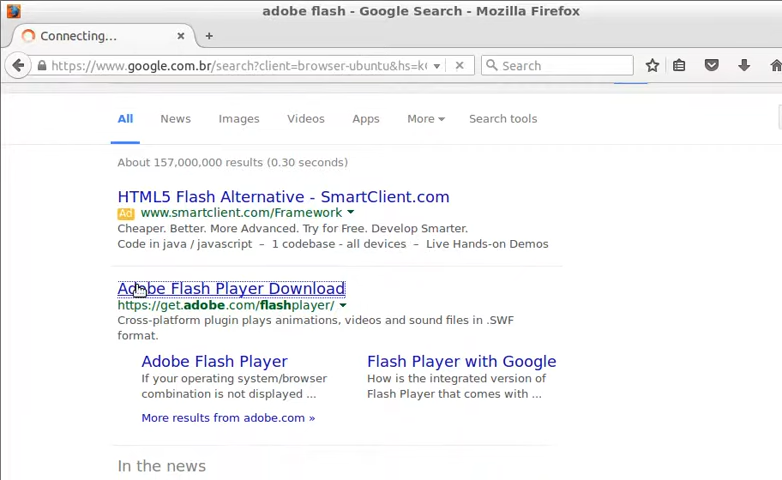 adobe flash - Google Search - Mozilla Firefox
Connecting...
https://www.google.com.br/search?client=browser-ubuntu&hs=k
Search
All News Images Videos Apps More Search tools
About 157,000,000 results (0.30 seconds)
HTML5 Flash Alternative - SmartClient.com
Ad www.smartclient.com/Framework
Cheaper. Better. More Advanced. Try for Free. Develop Smarter.
Code in java / javascript – 1 codebase - all devices – Live Hands-on Demos
Adobe Flash Player Download
https://get.adobe.com/flashplayer/
Cross-platform plugin plays animations, videos and sound files in .SWF
format.
Adobe Flash Player
If your operating system/browser
combination is not displayed ...
Flash Player with Google
How is the integrated version of
Flash Player that comes with ...
More results from adobe.com »
In the news